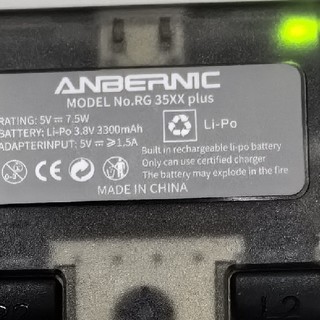 ANBERNIC
MODEL No.RG 35XX plus
RATING: 5V ⎓ 7.5W
BATTERY: Li-Po 3.8V 3300mAh
ADAPTERINPUT: 5V ⎓ ≥1.5A
Li-Po
Built in rechargeable li-po battery
Only can use certified charger
The battery may explode in the fire
CE
MADE IN CHINA
L2